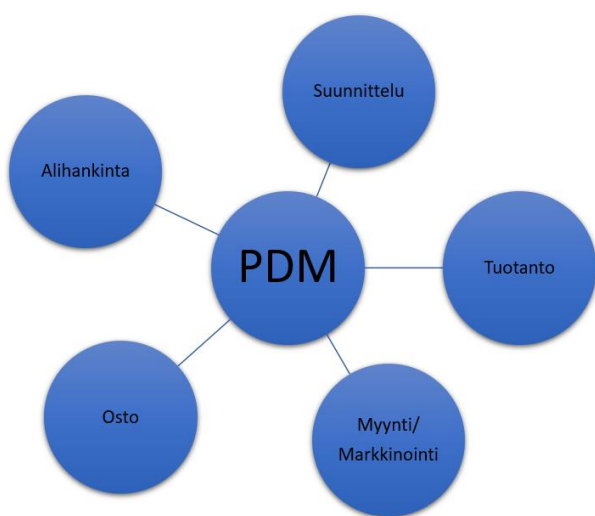 Suunnittelu
Alihankinta
PDM
Tuotanto
Osto
Myynti/
Markkinointi